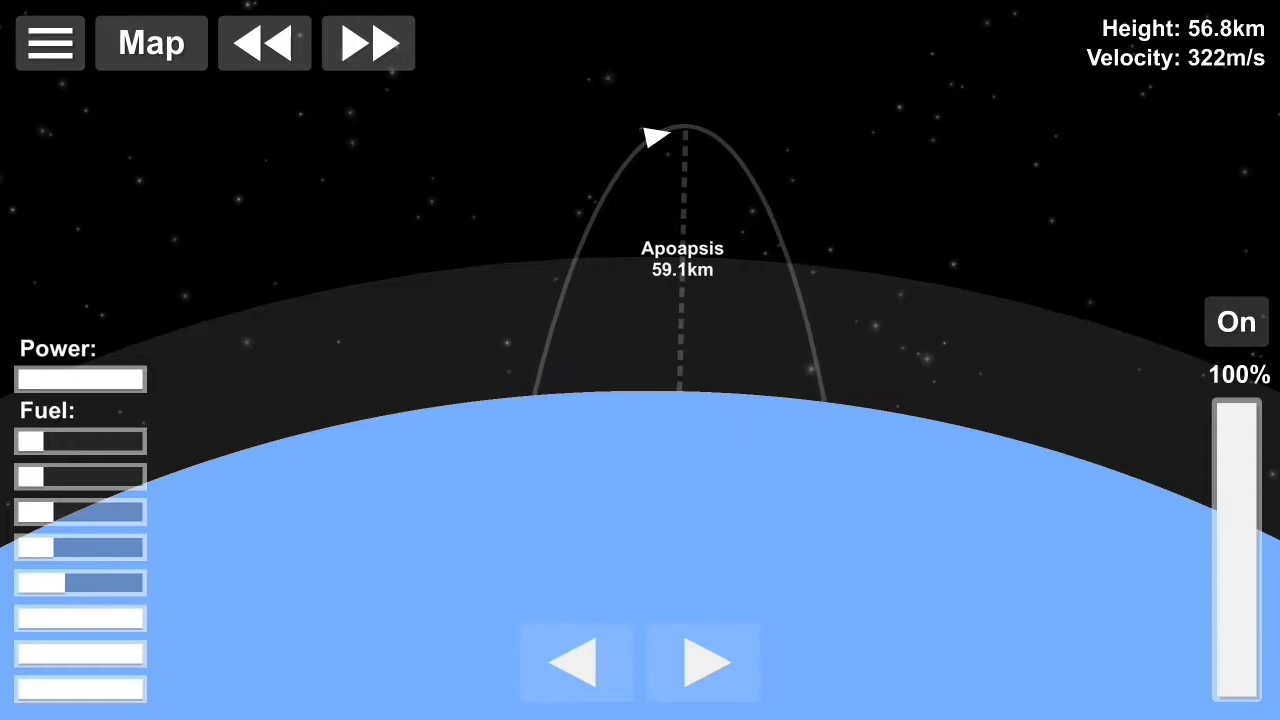 Map
Height: 56.8km
Velocity: 322m/s
Apoapsis
59.1km
On
100%
Power:
Fuel: